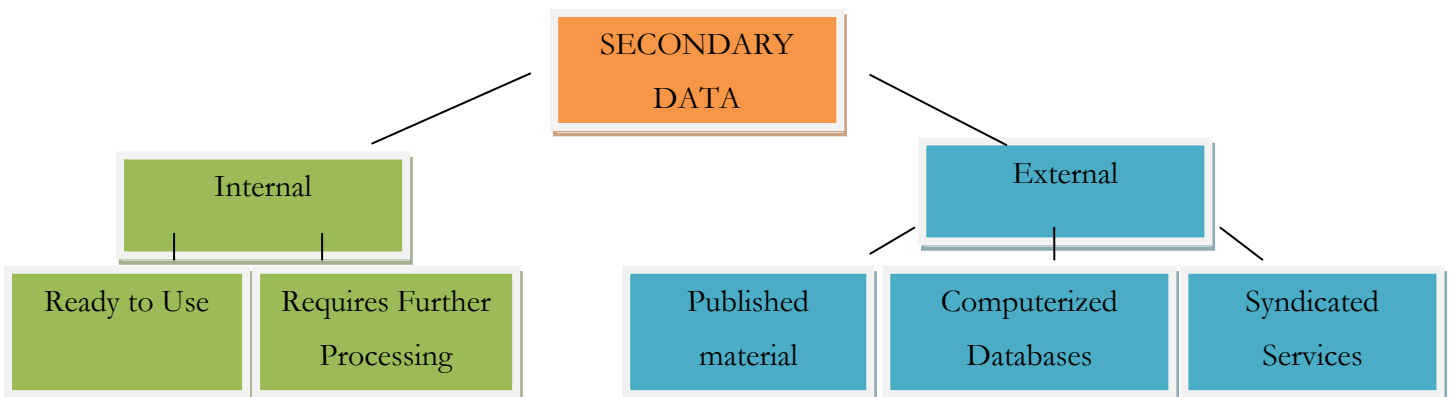 SECONDARY
DATA
Internal
External
Ready to Use
Requires Further
Processing
Published
material
Computerized
Databases
Syndicated
Services